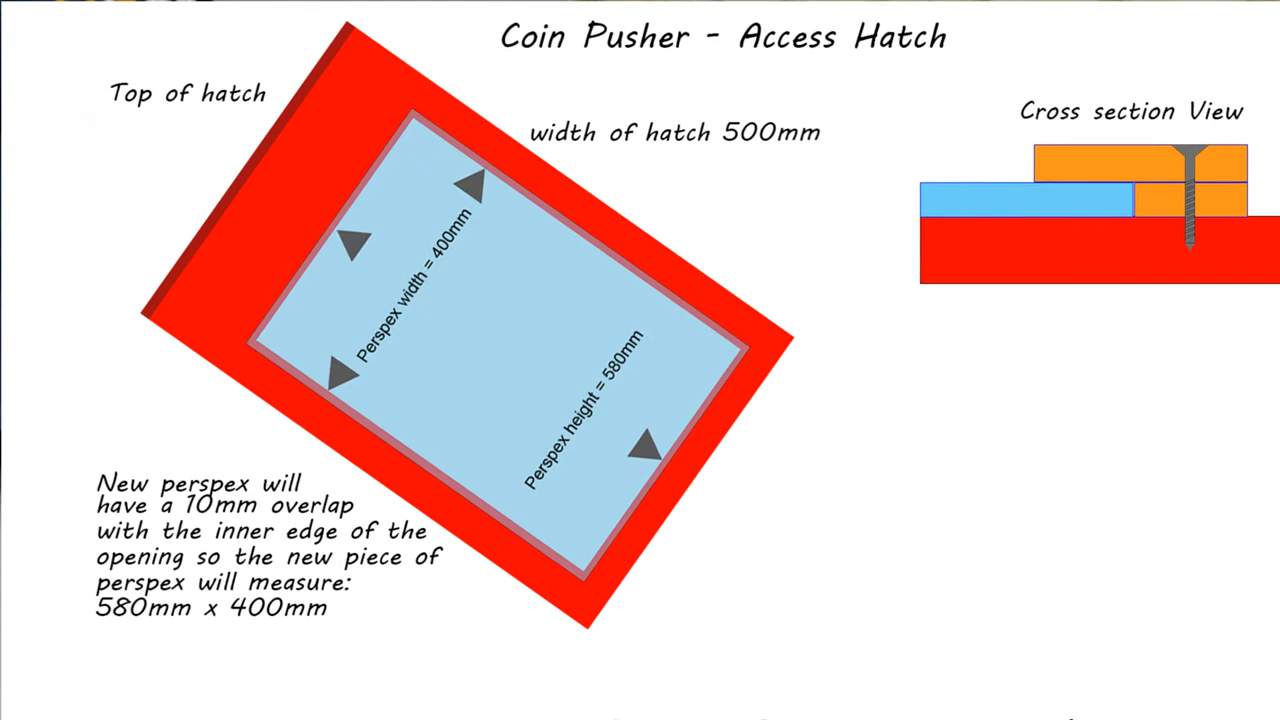 Coin Pusher - Access Hatch
Top of hatch
width of hatch 500mm
Cross section View
Perspex width = 400mm
Perspex height = 580mm
New perspex will
have a 10mm overlap
with the inner edge of the
opening so the new piece of
perspex will measure:
580mm x 400mm